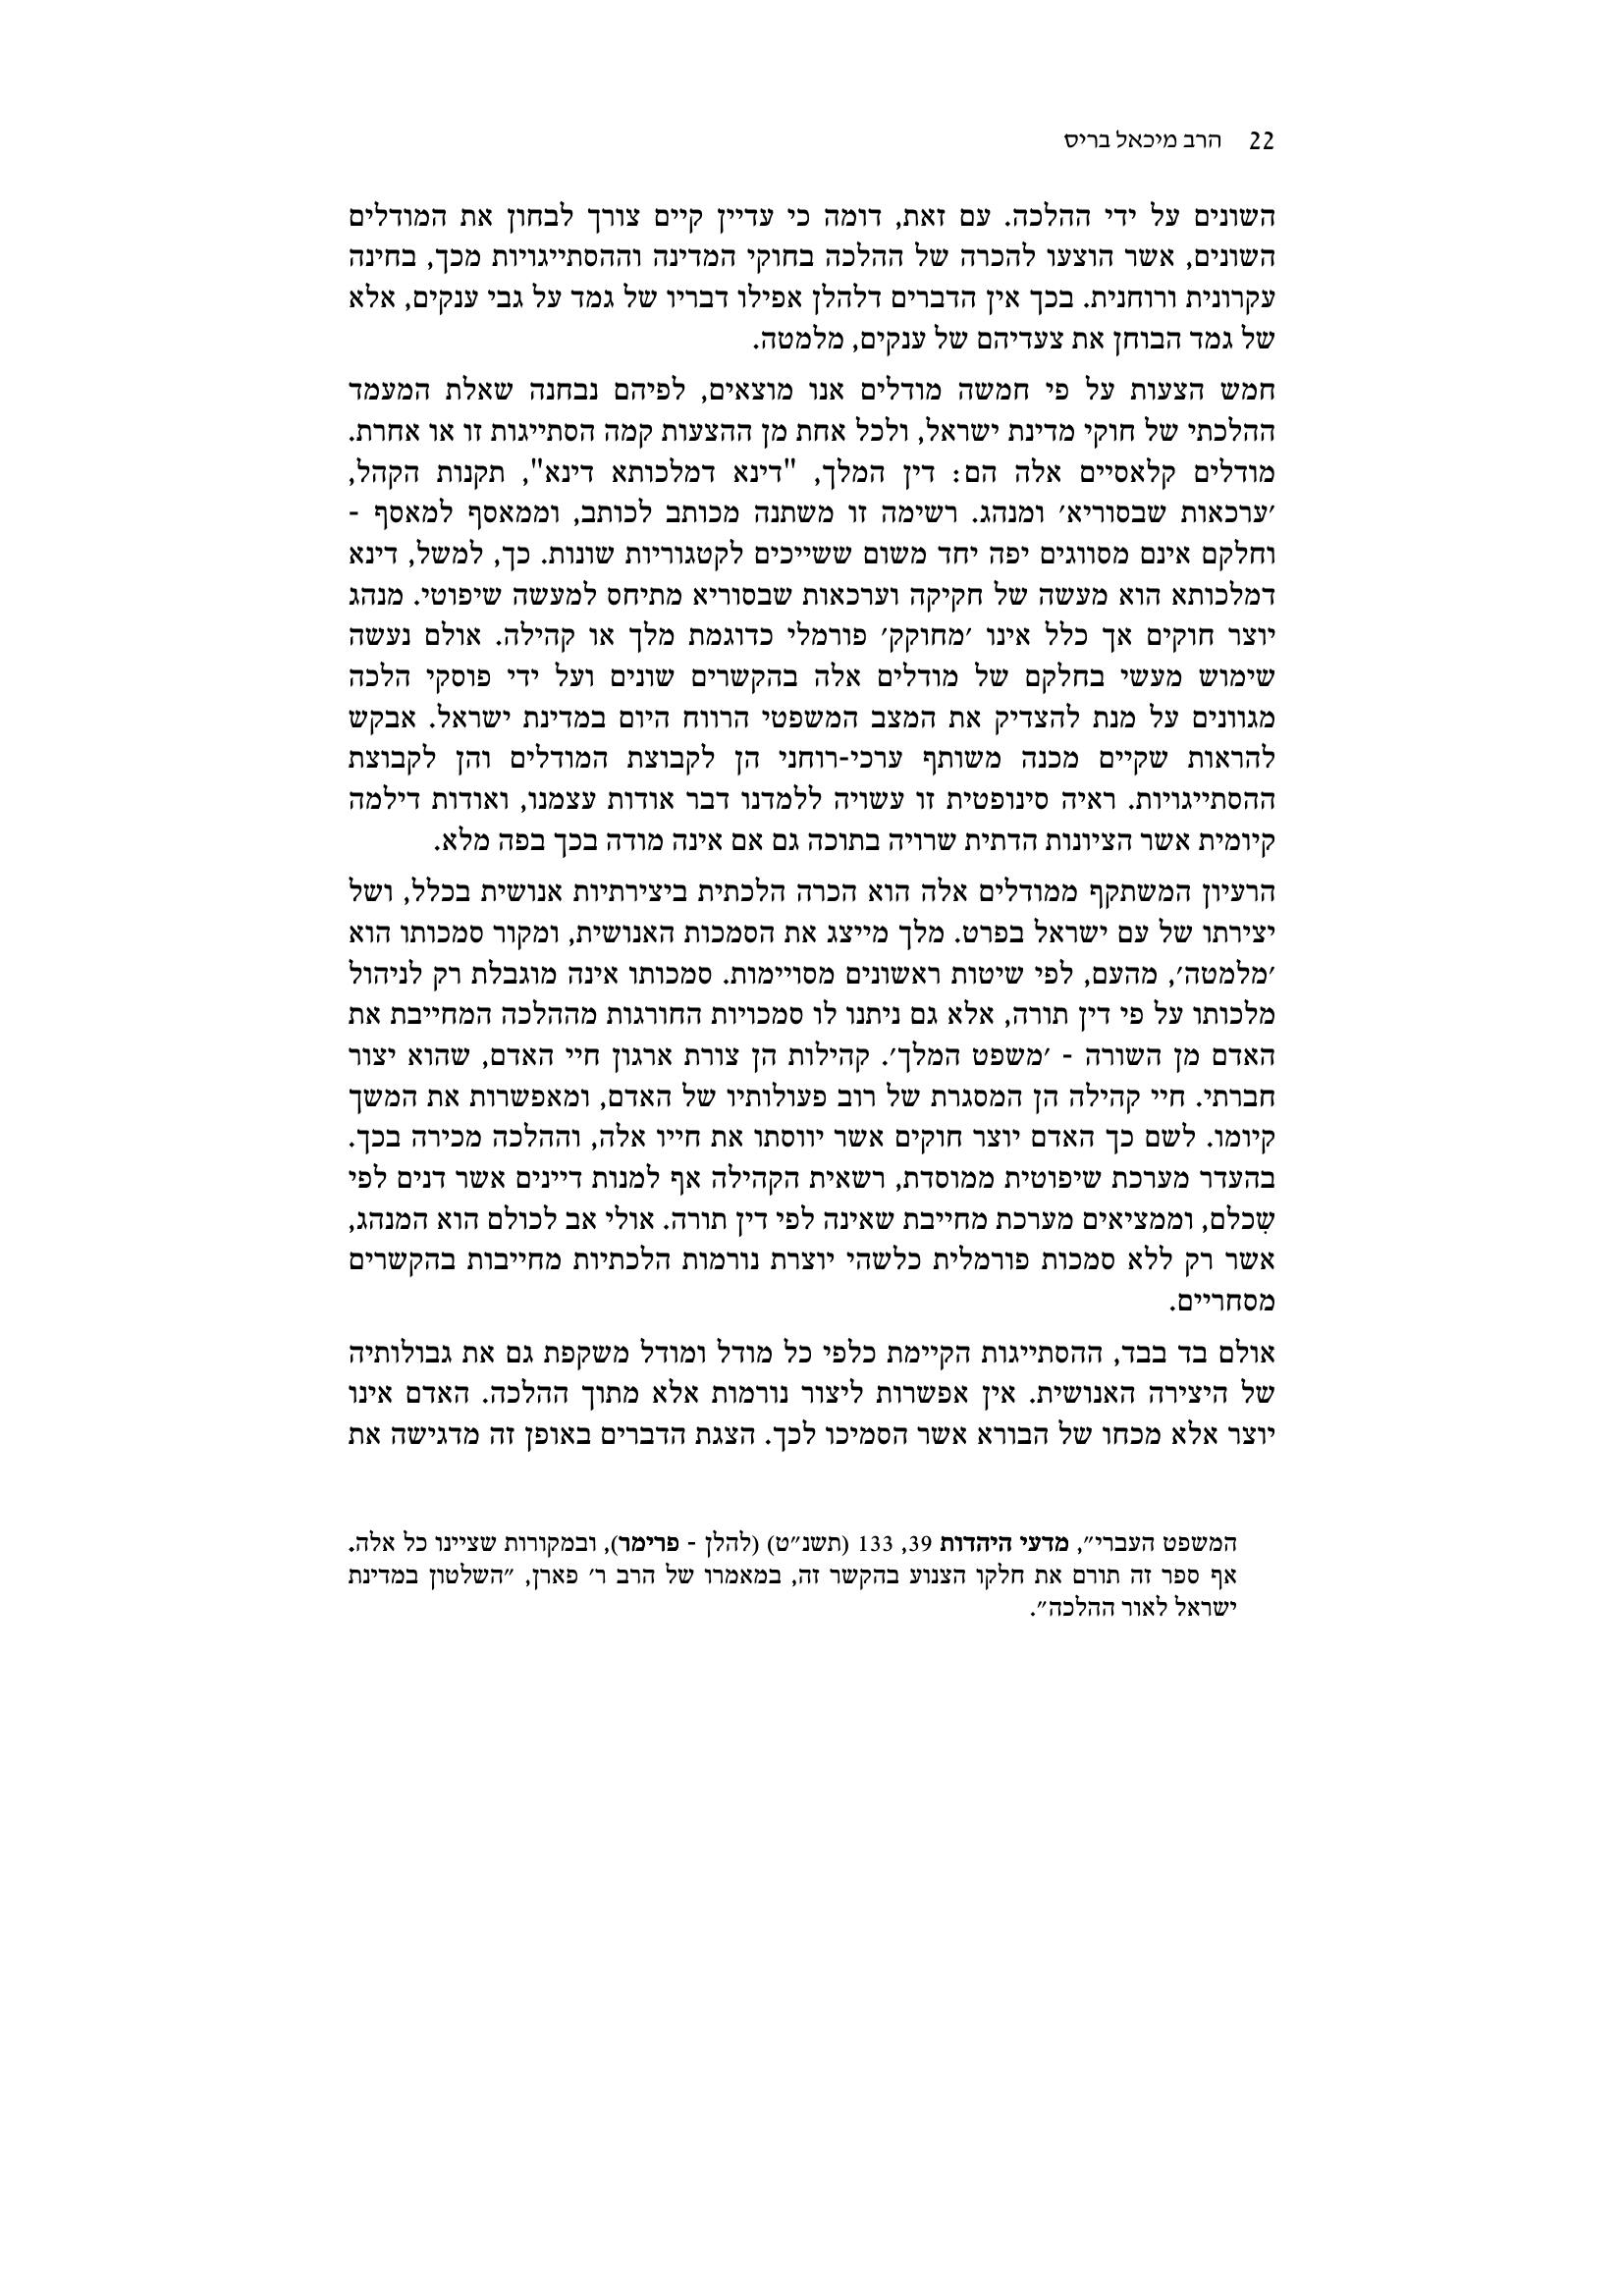 22 הרב מיכאל בריס
השונים על ידי ההלכה. עם זאת, דומה כי עדיין קיים צורך לבחון את המודלים
השונים, אשר הוצעו להכרה של ההלכה בחוקי המדינה וההסתייגויות מכך, בחינה
עקרונית ורוחנית. בכך אין הדברים דלהלן אפילו דבריו של גמד על גבי ענקים, אלא
של גמד הבוחן את צעדיהם של ענקים, מלמטה.
חמש הצעות על פי חמשה מודלים אנו מוצאים, לפיהם נבחנה שאלת המעמד
ההלכתי של חוקי מדינת ישראל, ולכל אחת מן ההצעות קמה הסתייגות זו או אחרת.
מודלים קלאסיים אלה הם: דין המלך, "דינא דמלכותא דינא", תקנות הקהל,
׳ערכאות שבסוריא׳ ומנהג. רשימה זו משתנה מכותב לכותב, וממאסף למאסף -
וחלקם אינם מסווגים יפה יחד משום ששייכים לקטגוריות שונות. כך, למשל, דינא
דמלכותא הוא מעשה של חקיקה וערכאות שבסוריא מתיחס למעשה שיפוטי. מנהג
יוצר חוקים אך כלל אינו ׳מחוקק׳ פורמלי כדוגמת מלך או קהילה. אולם נעשה
שימוש מעשי בחלקם של מודלים אלה בהקשרים שונים ועל ידי פוסקי הלכה
מגוונים על מנת להצדיק את המצב המשפטי הרווח היום במדינת ישראל. אבקש
להראות שקיים מכנה משותף ערכי-רוחני הן לקבוצת המודלים והן לקבוצת
ההסתייגויות. ראיה סינופטית זו עשויה ללמדנו דבר אודות עצמנו, ואודות דילמה
קיומית אשר הציונות הדתית שרויה בתוכה גם אם אינה מודה בכך בפה מלא.
הרעיון המשתקף ממודלים אלה הוא הכרה הלכתית ביצירתיות אנושית בכלל, ושל
יצירתו של עם ישראל בפרט. מלך מייצג את הסמכות האנושית, ומקור סמכותו הוא
׳מלמטה׳, מהעם, לפי שיטות ראשונים מסויימות. סמכותו אינה מוגבלת רק לניהול
מלכותו על פי דין תורה, אלא גם ניתנו לו סמכויות החורגות מההלכה המחייבת את
האדם מן השורה - ׳משפט המלך׳. קהילות הן צורת ארגון חיי האדם, שהוא יצור
חברתי. חיי קהילה הן המסגרת של רוב פעולותיו של האדם, ומאפשרות את המשך
קיומו. לשם כך האדם יוצר חוקים אשר יווסתו את חייו אלה, וההלכה מכירה בכך.
בהעדר מערכת שיפוטית ממוסדת, רשאית הקהילה אף למנות דיינים אשר דנים לפי
שִכלם, וממציאים מערכת מחייבת שאינה לפי דין תורה. אולי אב לכולם הוא המנהג,
אשר רק ללא סמכות פורמלית כלשהי יוצרת נורמות הלכתיות מחייבות בהקשרים
מסחריים.
אולם בד בבד, ההסתייגות הקיימת כלפי כל מודל ומודל משקפת גם את גבולותיה
של היצירה האנושית. אין אפשרות ליצור נורמות אלא מתוך ההלכה. האדם אינו
יוצר אלא מכחו של הבורא אשר הסמיכו לכך. הצגת הדברים באופן זה מדגישה את
המשפט העברי״, מדעי היהדות 39, 133 (תשנ״ט) (להלן - פרימר), ובמקורות שציינו כל אלה.
אף ספר זה תורם את חלקו הצנוע בהקשר זה, במאמרו של הרב ר׳ פארן, ״השלטון במדינת
ישראל לאור ההלכה״.